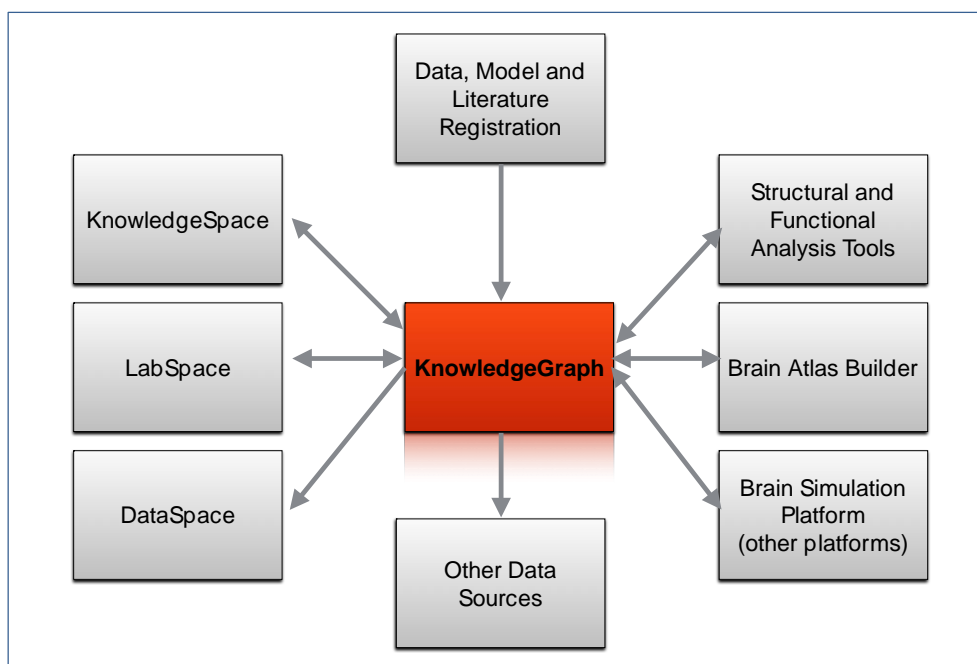 Data, Model and
Literature
Registration
KnowledgeSpace
Structural and
Functional
Analysis Tools
LabSpace
KnowledgeGraph
Brain Atlas Builder
DataSpace
Brain Simulation
Platform
(other platforms)
Other Data
Sources